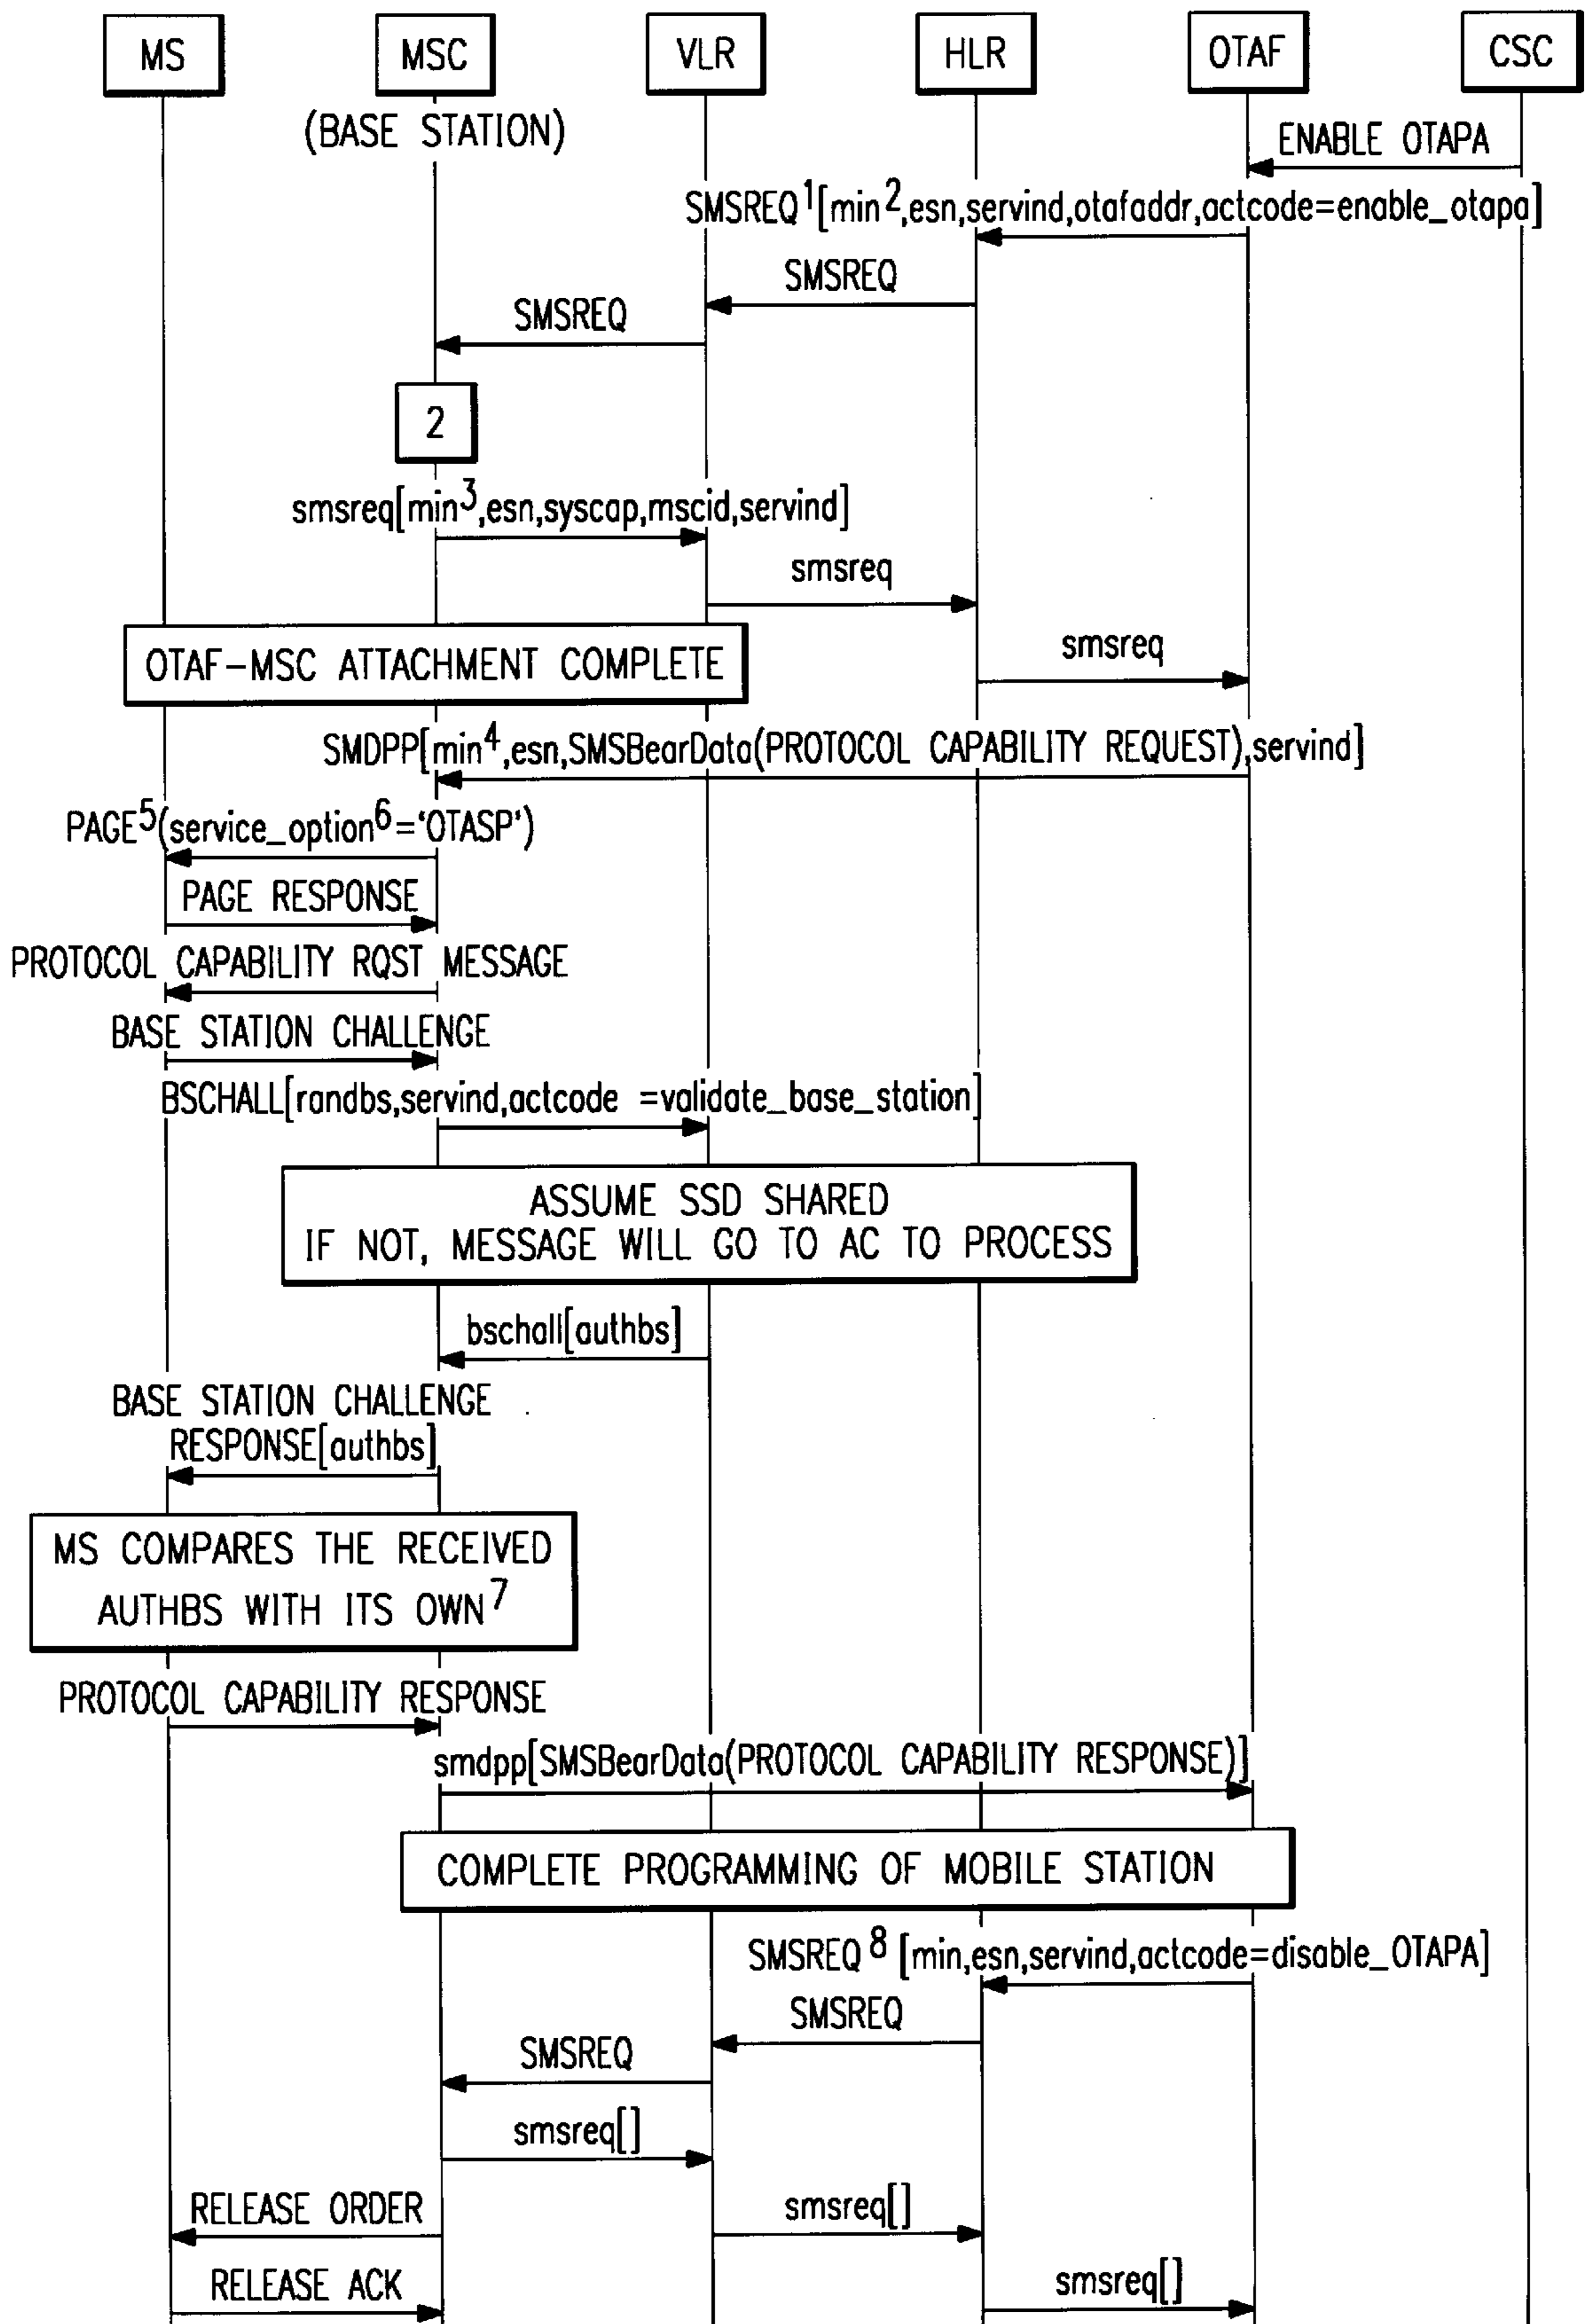 MS
MSC
VLR
HLR
OTAF
CSC
(BASE STATION)
ENABLE OTAPA
SMSREQ1[min2,esn,servind,otafaddr,actcode=enable_otapa]
SMSREQ
SMSREQ
2
smsreq[min3,esn,syscap,mscid,servind]
smsreq
OTAF-MSC ATTACHMENT COMPLETE
smsreq
SMDPP[min4,esn,SMSBearData(PROTOCOL CAPABILITY REQUEST),servind]
PAGE5(service_option6='OTASP')
PAGE RESPONSE
PROTOCOL CAPABILITY RQST MESSAGE
BASE STATION CHALLENGE
BSCHALL[randbs,servind,actcode =validate_base_station]
ASSUME SSD SHARED
IF NOT, MESSAGE WILL GO TO AC TO PROCESS
bschall[authbs]
BASE STATION CHALLENGE
RESPONSE[authbs]
MS COMPARES THE RECEIVED
AUTHBS WITH ITS OWN7
PROTOCOL CAPABILITY RESPONSE
smdpp[SMSBearData(PROTOCOL CAPABILITY RESPONSE)]
COMPLETE PROGRAMMING OF MOBILE STATION
SMSREQ8 [min,esn,servind,actcode=disable_OTAPA]
SMSREQ
SMSREQ
smsreq[]
RELEASE ORDER
smsreq[]
RELEASE ACK
smsreq[]